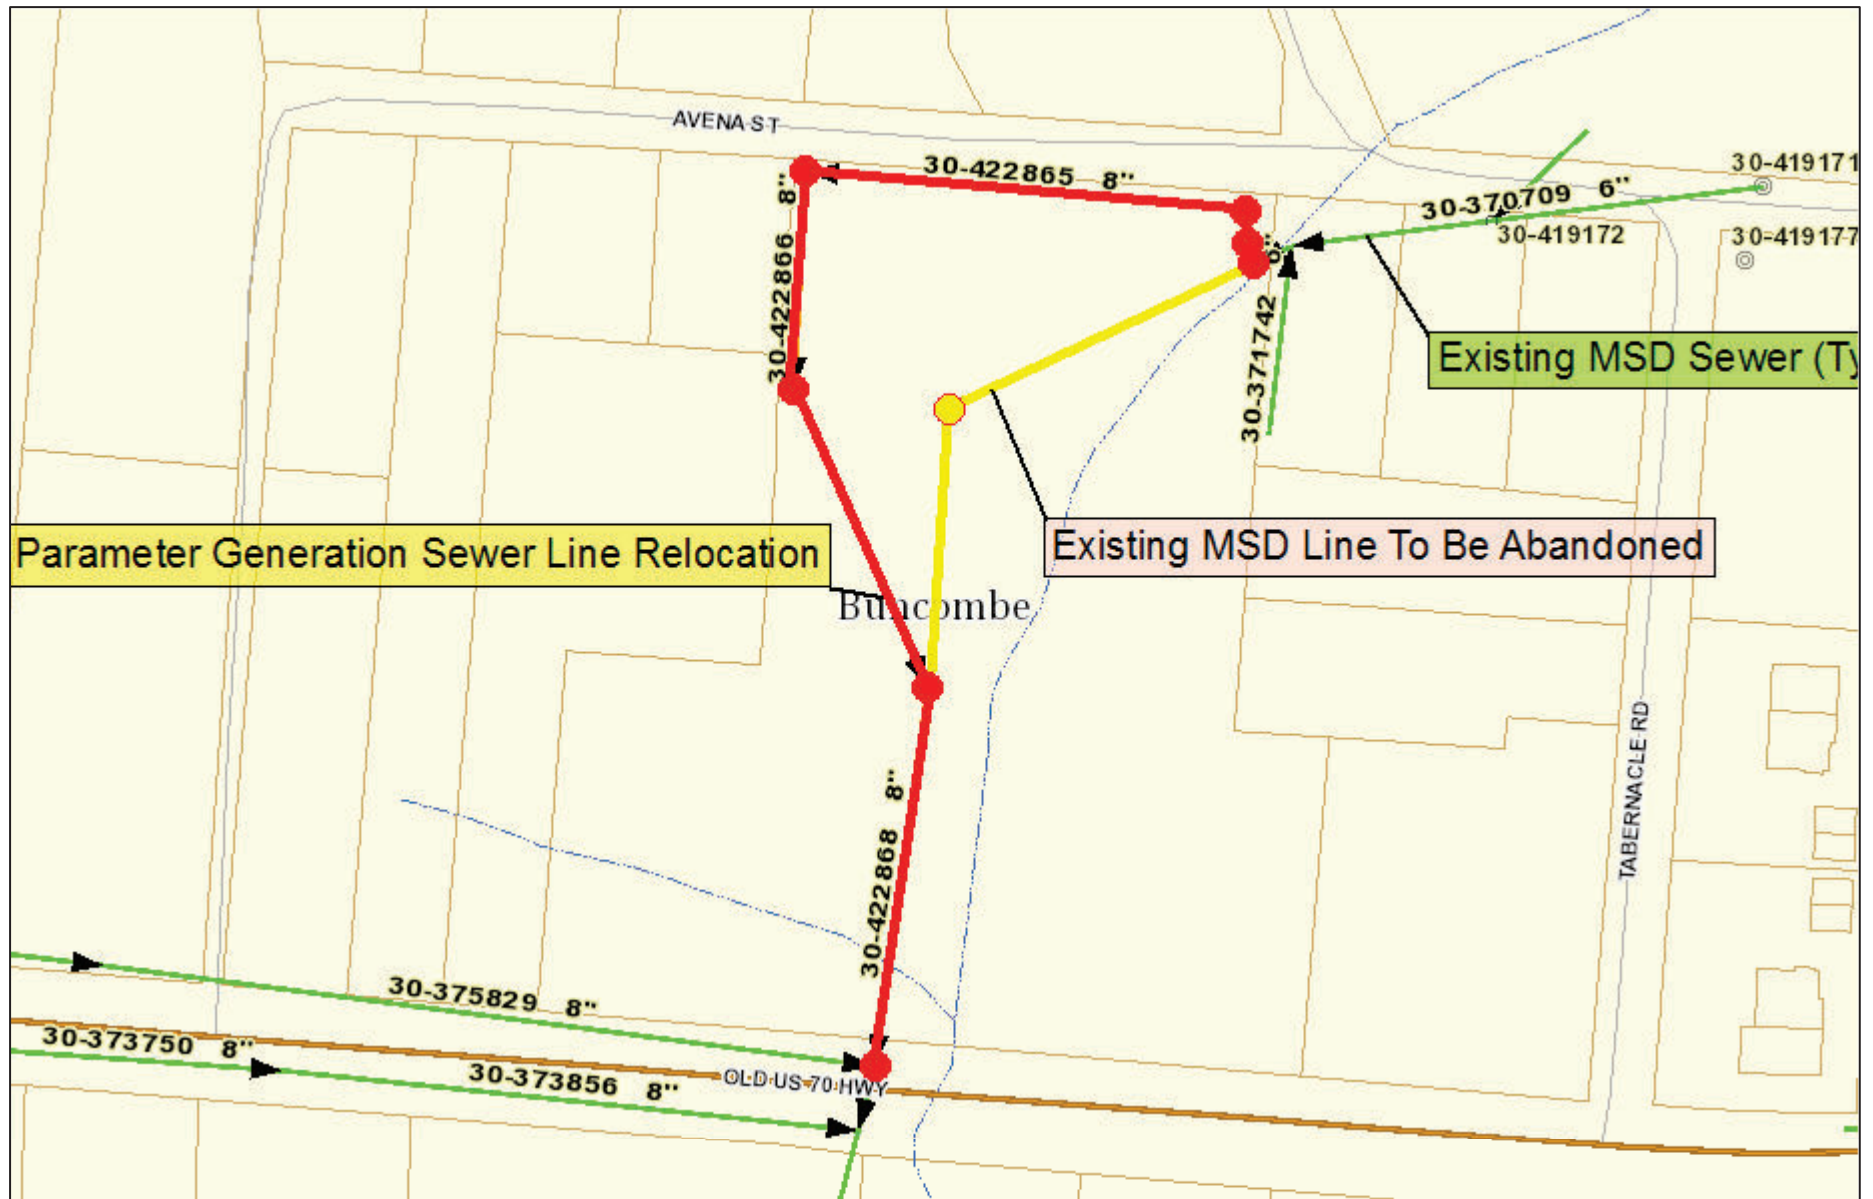 AVENA ST
30-422865 8"
30-419171
30-370709 6"
30-419172
30-419177
8"
30-422866
6"
30-371742
Existing MSD Sewer (Ty
Parameter Generation Sewer Line Relocation
Existing MSD Line To Be Abandoned
Buncombe
30-422868 8"
TABERNACLE RD
30-375829 8"
30-373750 8"
30-373856 8"
OLD US 70 HWY